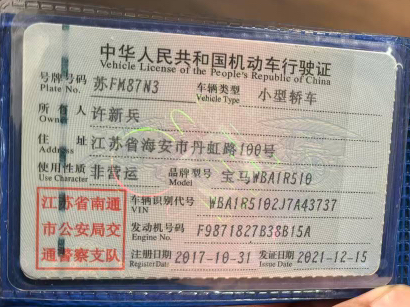 中华人民共和国机动车行驶证
Vehicle License of the People's Republic of China
号牌号码 苏FM87N3 车辆类型 小型轿车
Plate No. Vehicle Type
所有人 许新兵
Owner
住址 江苏省海安市丹虹路100号
Address
使用性质 非营运 品牌型号 宝马WBA1R510
Use Character Model
江苏省南通
市公安局交
通警察支队
车辆识别代号 WBA1R5102J7A43737
VIN
发动机号码 F9871827B38B15A
Engine No.
注册日期 2017-10-31 发证日期 2021-12-15
Register Date Issue Date